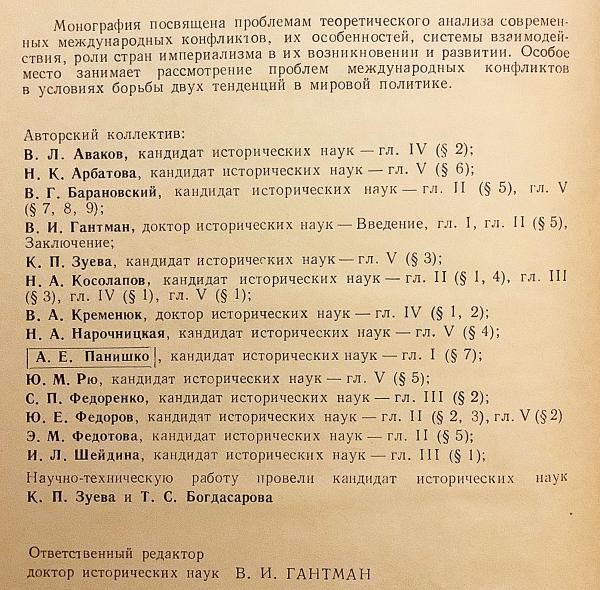 Монография посвящена проблемам теоретического анализа современ-
ных международных конфликтов, их особенностей, системы взаимодей-
ствия, роли стран империализма в их возникновении и развитии. Особое
место занимает рассмотрение проблем международных конфликтов
в условиях борьбы двух тенденций в мировой политике.
Авторский коллектив:
В. Л. Аваков, кандидат исторических наук — гл. IV (§ 2);
Н. К. Арбатова, кандидат исторических наук — гл. V (§ 6);
В. Г. Барановский, кандидат исторических наук — гл. II (§ 5), гл. V
(§ 7, 8, 9);
В. И. Гантман, доктор исторических наук — Введение, гл. I, гл. II (§ 5),
Заключение;
К. П. Зуева, кандидат исторических наук — гл. V (§ 3);
Н. А. Косолапов, кандидат исторических наук — гл. II (§ 1, 4), гл. III
(§ 3), гл. IV (§ 1), гл. V (§ 1);
В. А. Кременюк, доктор исторических наук — гл. IV (§ 1, 2);
Н. А. Нарочницкая, кандидат исторических наук — гл. V (§ 4);
А. Е. Панишко, кандидат исторических наук — гл. I (§ 7);
Ю. М. Рю, кандидат исторических наук — гл. V (§ 5);
С. П. Федоренко, кандидат исторических наук — гл. III (§ 2);
Ю. Е. Федоров, кандидат исторических наук — гл. II (§ 2, 3), гл. V (§ 2)
Э. М. Федотова, кандидат исторических наук — гл. II (§ 5);
И. Л. Шейдина, кандидат исторических наук — гл. III (§ 1);
Научно-техническую работу провели кандидат исторических наук
К. П. Зуева и Т. С. Богдасарова
Ответственный редактор
доктор исторических наук В. И. ГАНТМАН